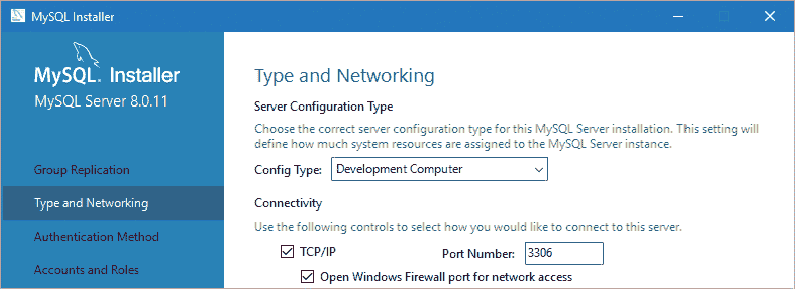 MySQL Installer
MySQL. Installer
MySQL Server 8.0.11
Group Replication
Type and Networking
Authentication Method
Accounts and Roles
Type and Networking
Server Configuration Type
Choose the correct server configuration type for this MySQL Server installation. This setting will
define how much system resources are assigned to the MySQL Server instance.
Config Type: Development Computer
Connectivity
Use the following controls to select how you would like to connect to this server.
TCP/IP Port Number: 3306
Open Windows Firewall port for network access